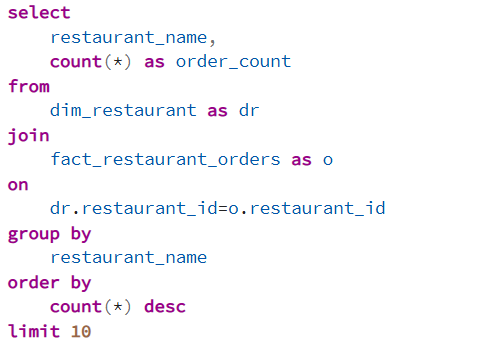 select
    restaurant_name,
    count(*) as order_count
from
    dim_restaurant as dr
join
    fact_restaurant_orders as o
on
    dr.restaurant_id=o.restaurant_id
group by
    restaurant_name
order by
    count(*) desc
limit 10